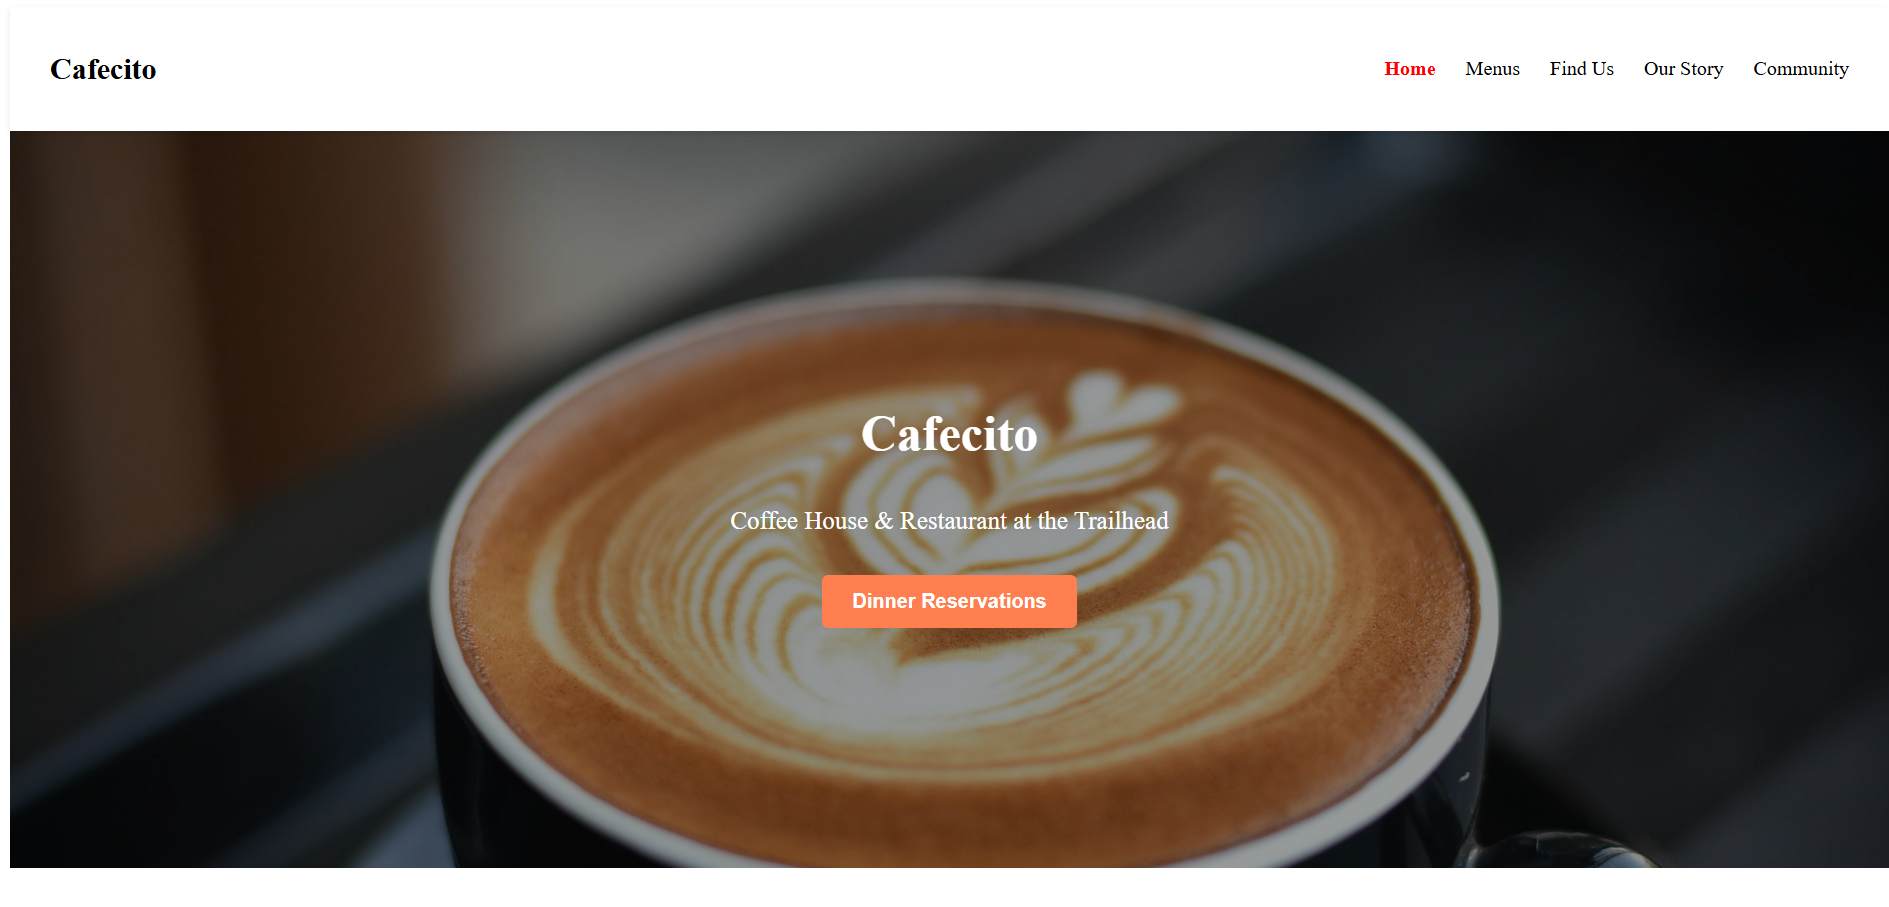 Cafecito
Home Menus Find Us Our Story Community
Cafecito
Coffee House & Restaurant at the Trailhead
Dinner Reservations